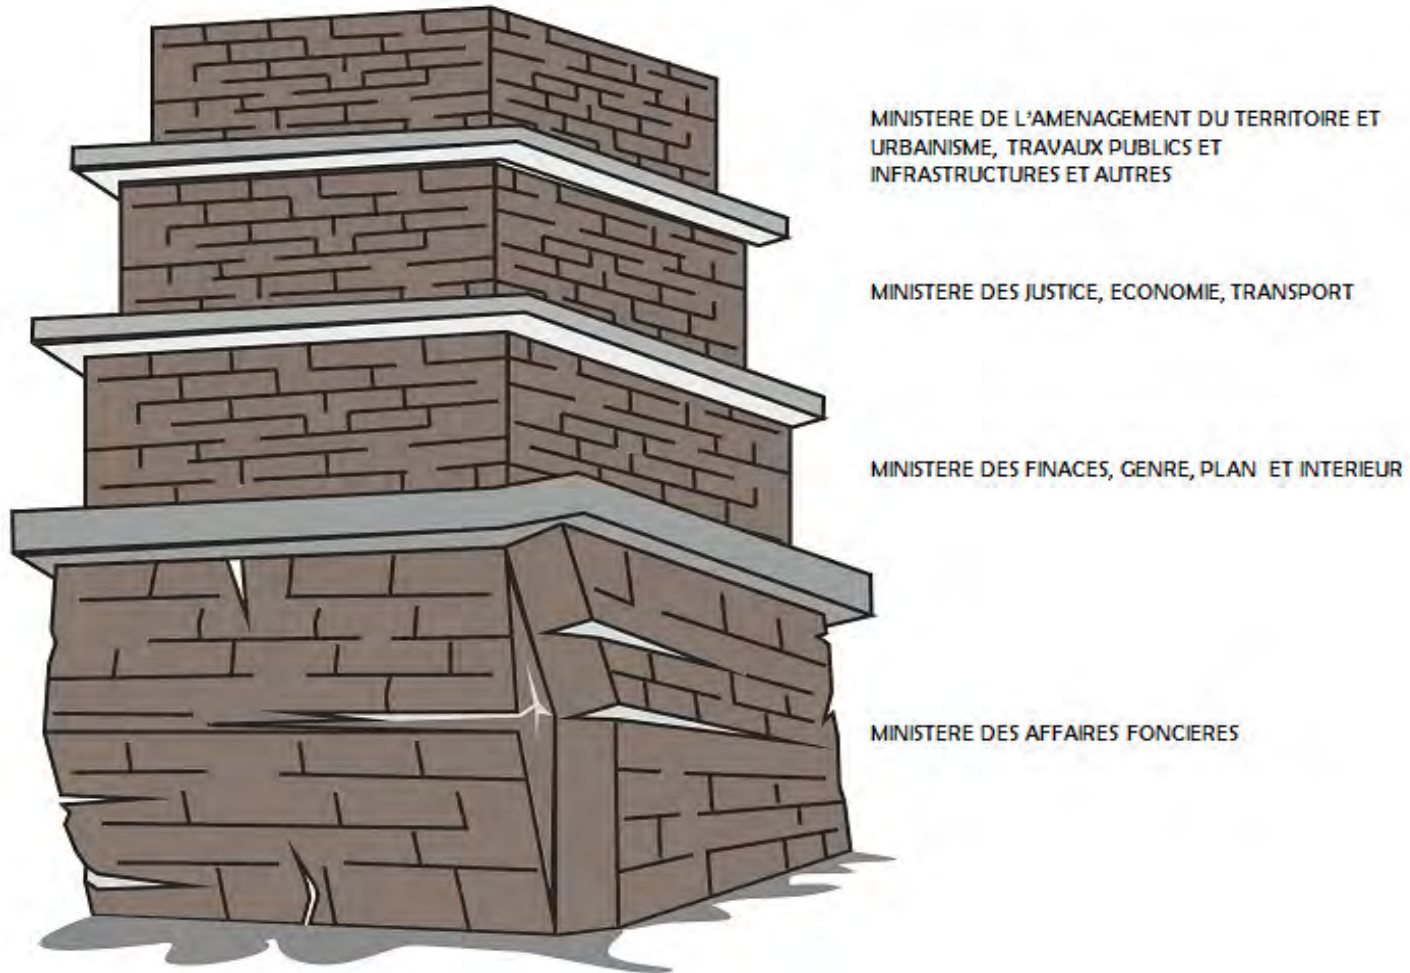 MINISTERE DE L'AMENAGEMENT DU TERRITOIRE ET
URBAINISME, TRAVAUX PUBLICS ET
INFRASTRUCTURES ET AUTRES
MINISTERE DES JUSTICE, ECONOMIE, TRANSPORT
MINISTERE DES FINACES, GENRE, PLAN ET INTERIEUR
MINISTERE DES AFFAIRES FONCIERES